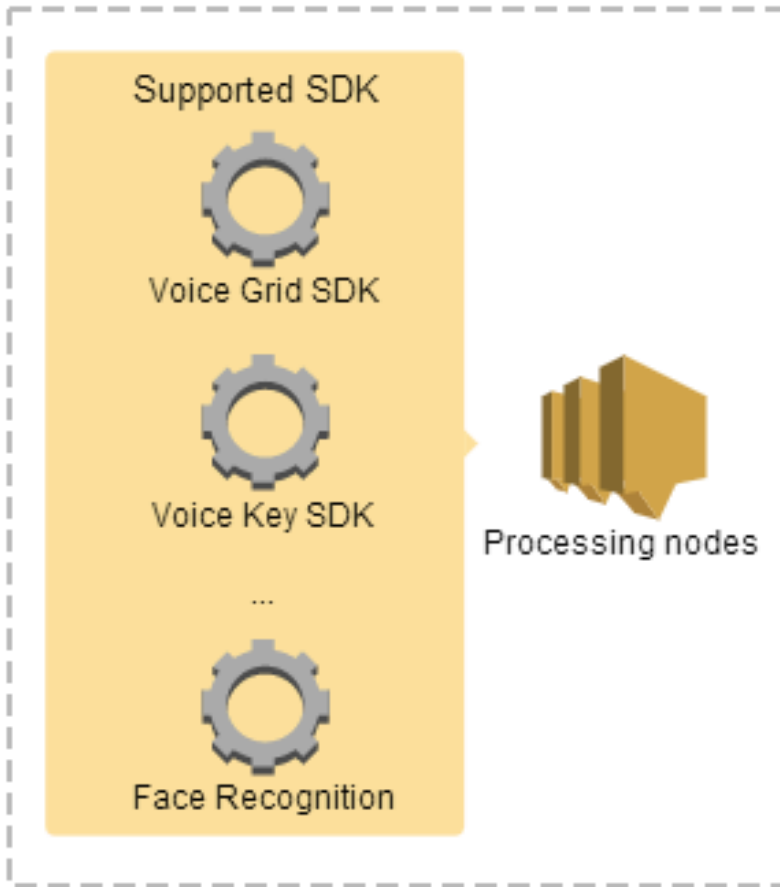 Supported SDK
Voice Grid SDK
Voice Key SDK
...
Face Recognition
Processing nodes